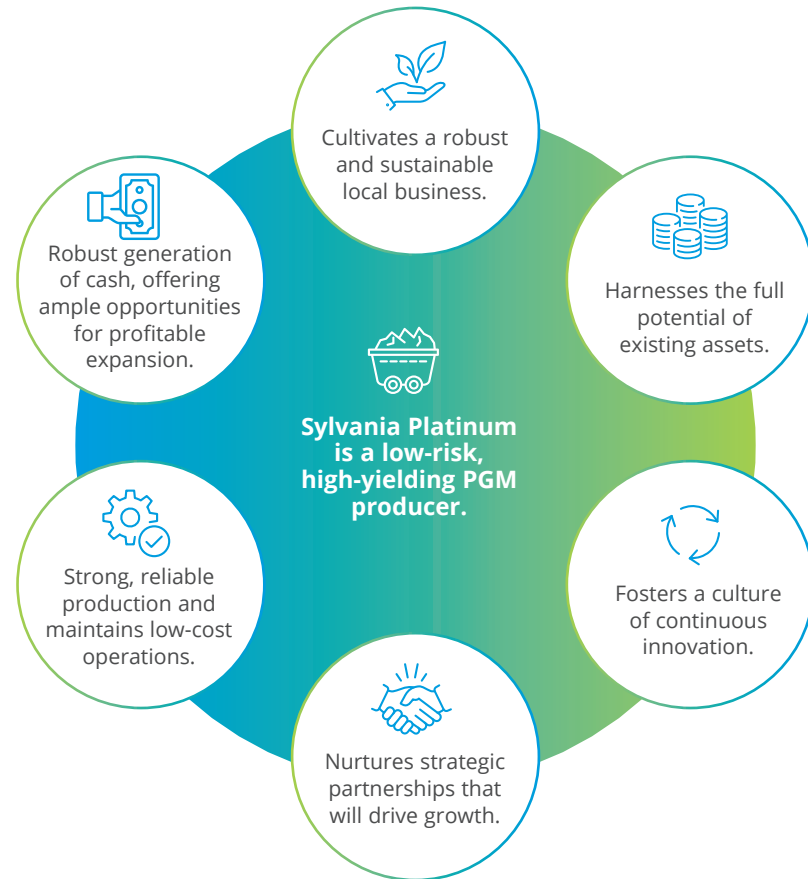 Cultivates a robust
and sustainable
local business.
Robust generation
of cash, offering
ample opportunities
for profitable
expansion.
Harnesses the full
potential of
existing assets.
Sylvania Platinum
is a low-risk,
high-yielding PGM
producer.
Strong, reliable
production and
maintains low-cost
operations.
Fosters a culture
of continuous
innovation.
Nurtures strategic
partnerships that
will drive growth.